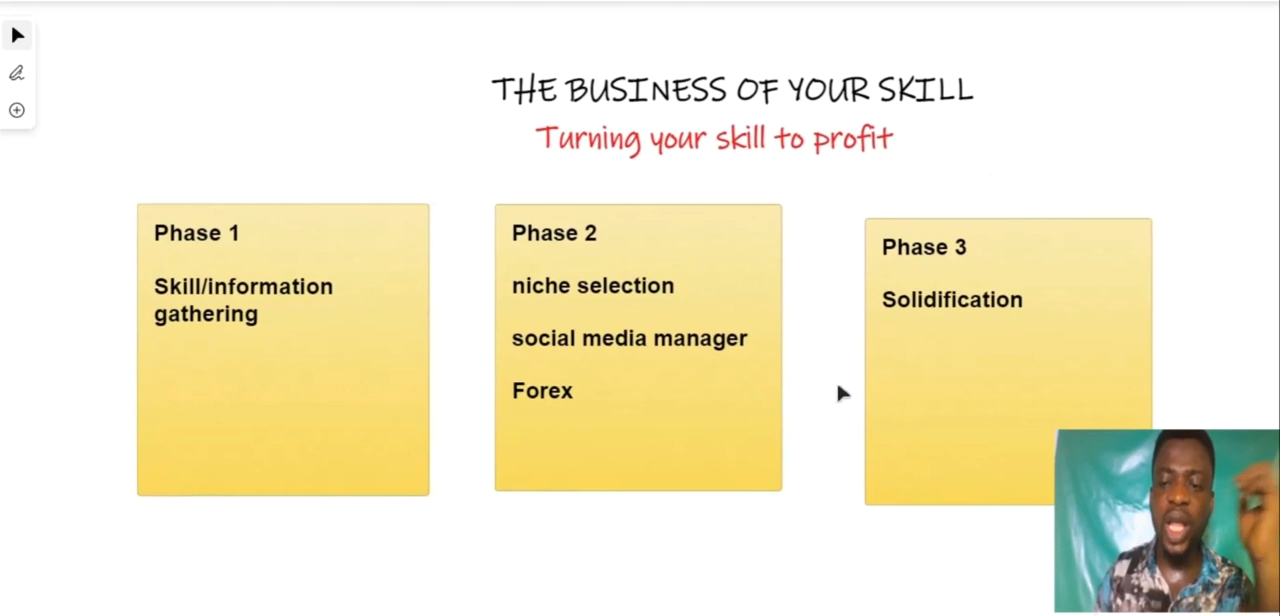 THE BUSINESS OF YOUR SKILL
Turning your skill to profit
Phase 1
Skill/information
gathering
Phase 2
niche selection
social media manager
Forex
Phase 3
Solidification